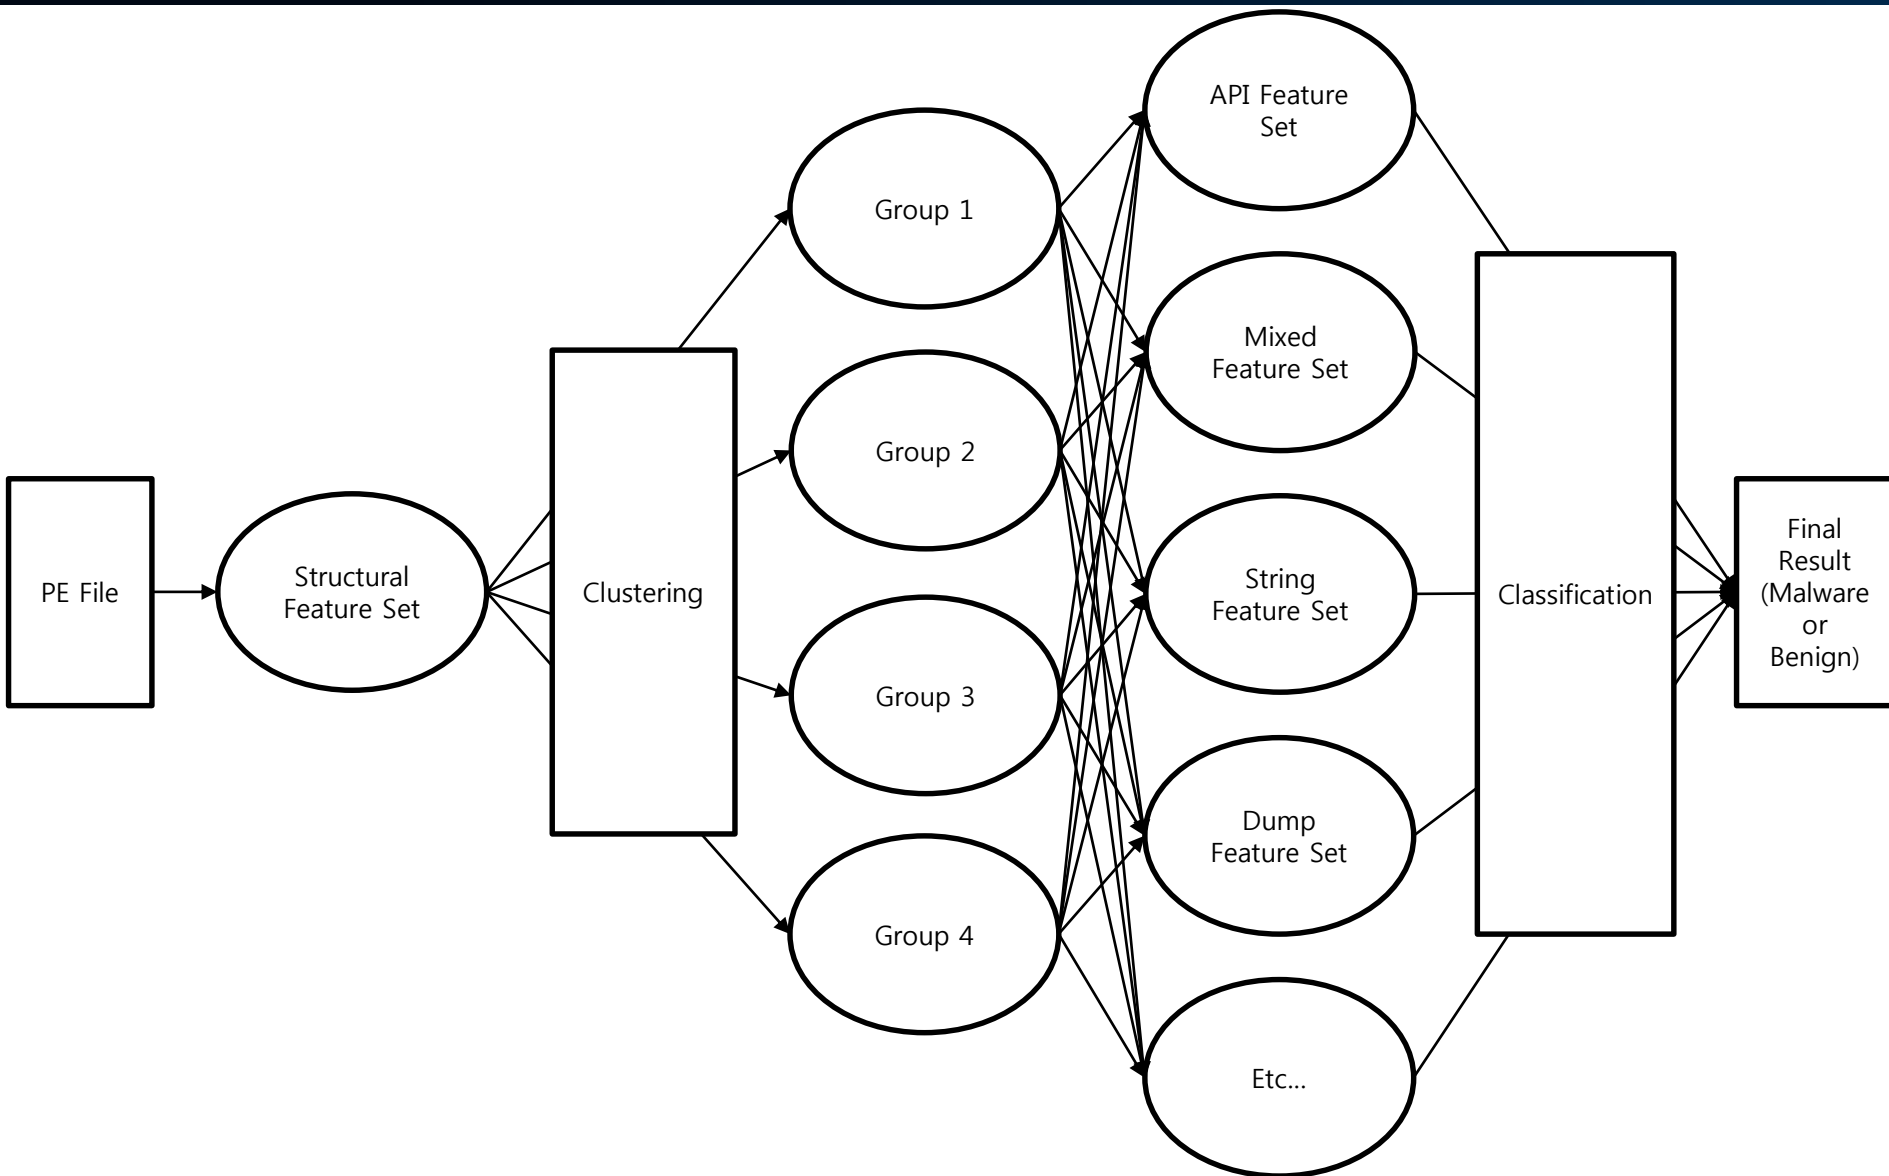 PE File
Structural
Feature Set
Clustering
Group 1
Group 2
Group 3
Group 4
API Feature
Set
Mixed
Feature Set
String
Feature Set
Dump
Feature Set
Etc...
Classification
Final
Result
(Malware
or
Benign)